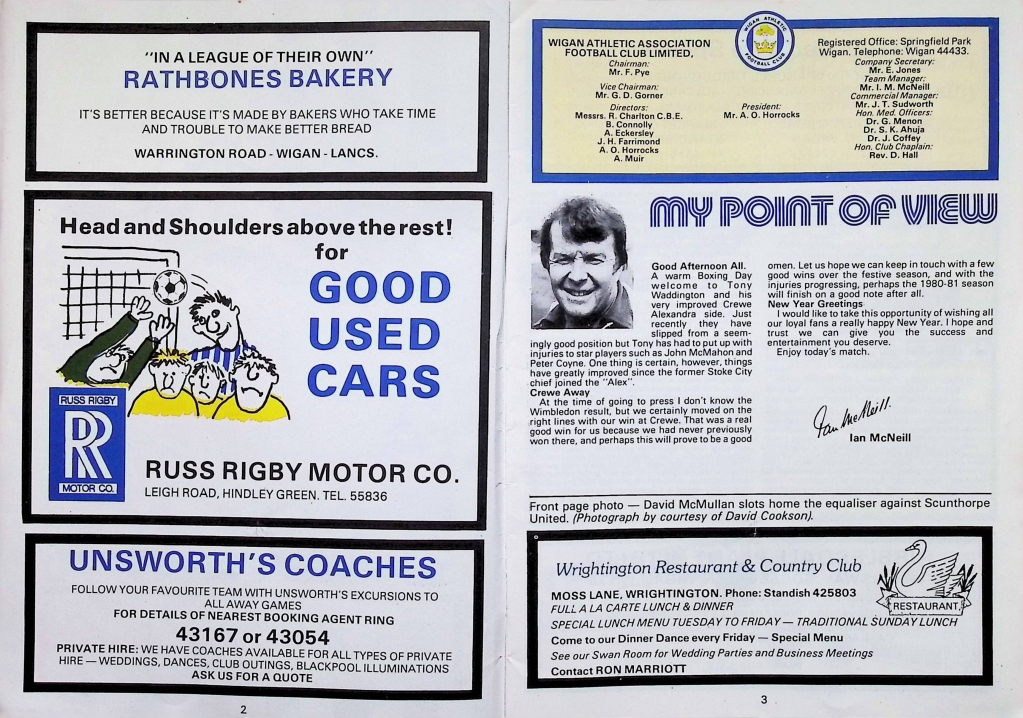 "IN A LEAGUE OF THEIR OWN"
RATHBONES BAKERY
IT'S BETTER BECAUSE IT'S MADE BY BAKERS WHO TAKE TIME
AND TROUBLE TO MAKE BETTER BREAD
WARRINGTON ROAD - WIGAN - LANCS.
Head and Shoulders above the rest!
for
GOOD
USED
CARS
RUSS RIGBY
RR
MOTOR CO.
RUSS RIGBY MOTOR CO.
LEIGH ROAD, HINDLEY GREEN. TEL. 55836
UNSWORTH'S COACHES
FOLLOW YOUR FAVOURITE TEAM WITH UNSWORTH'S EXCURSIONS TO
ALL AWAY GAMES
FOR DETAILS OF NEAREST BOOKING AGENT RING
43167 or 43054
PRIVATE HIRE: WE HAVE COACHES AVAILABLE FOR ALL TYPES OF PRIVATE
HIRE — WEDDINGS, DANCES, CLUB OUTINGS, BLACKPOOL ILLUMINATIONS
ASK US FOR A QUOTE
2
WIGAN ATHLETIC ASSOCIATION
FOOTBALL CLUB LIMITED,
Chairman:
Mr. F. Pye
Vice Chairman:
Mr. G. D. Gorner
Directors:
Messrs. R. Charlton C.B.E.
B. Connolly
A. Eckersley
J. H. Farrimond
A. O. Horrocks
A. Muir
WIGAN ATHLETIC
FOOTBALL CLUB
President:
Mr. A. O. Horrocks
Registered Office: Springfield Park
Wigan. Telephone: Wigan 44433.
Company Secretary:
Mr. E. Jones
Team Manager:
Mr. I. M. McNeill
Commercial Manager:
Mr. J. T. Sudworth
Hon. Med. Officers:
Dr. G. Menon
Dr. S. K. Ahuja
Dr. J. Coffey
Hon. Club Chaplain:
Rev. D. Hall
MY POINT OF VIEW
Good Afternoon All.
A warm Boxing Day
welcome to Tony
Waddington and his
very improved Crewe
Alexandra side. Just
recently they have
slipped from a seem-
ingly good position but Tony has had to put up with
injuries to star players such as John McMahon and
Peter Coyne. One thing is certain, however, things
have greatly improved since the former Stoke City
chief joined the "Alex".
Crewe Away
At the time of going to press I don't know the
Wimbledon result, but we certainly moved on the
right lines with our win at Crewe. That was a real
good win for us because we had never previously
won there, and perhaps this will prove to be a good
omen. Let us hope we can keep in touch with a few
good wins over the festive season, and with the
injuries progressing, perhaps the 1980-81 season
will finish on a good note after all.
New Year Greetings
I would like to take this opportunity of wishing all
our loyal fans a really happy New Year. I hope and
trust we can give you the success and
entertainment you deserve.
Enjoy today's match.
Ian McNeill.
Ian McNeill
Front page photo — David McMullan slots home the equaliser against Scunthorpe
United. (Photograph by courtesy of David Cookson).
Wrightington Restaurant & Country Club
MOSS LANE, WRIGHTINGTON. Phone: Standish 425803
FULL A LA CARTE LUNCH & DINNER
RESTAURANT
SPECIAL LUNCH MENU TUESDAY TO FRIDAY — TRADITIONAL SUNDAY LUNCH
Come to our Dinner Dance every Friday — Special Menu
See our Swan Room for Wedding Parties and Business Meetings
Contact RON MARRIOTT
3